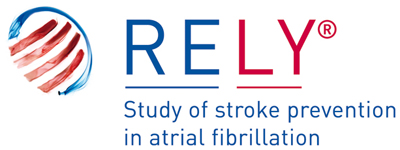 RELY®
Study of stroke prevention
in atrial fibrillation